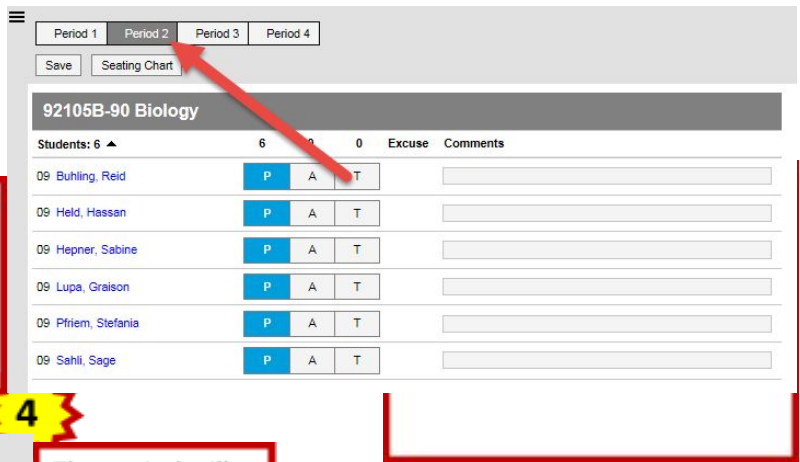 Period 1 Period 2 Period 3 Period 4
Save Seating Chart
92105B-90 Biology
Students: 6 ▲ 6 0 Excuse Comments
09 Buhling, Reid P A T
09 Held, Hassan P A T
09 Hepner, Sabine P A T
09 Lupa, Graison P A T
09 Pfriem, Stefania P A T
09 Sahli, Sage P A T
4